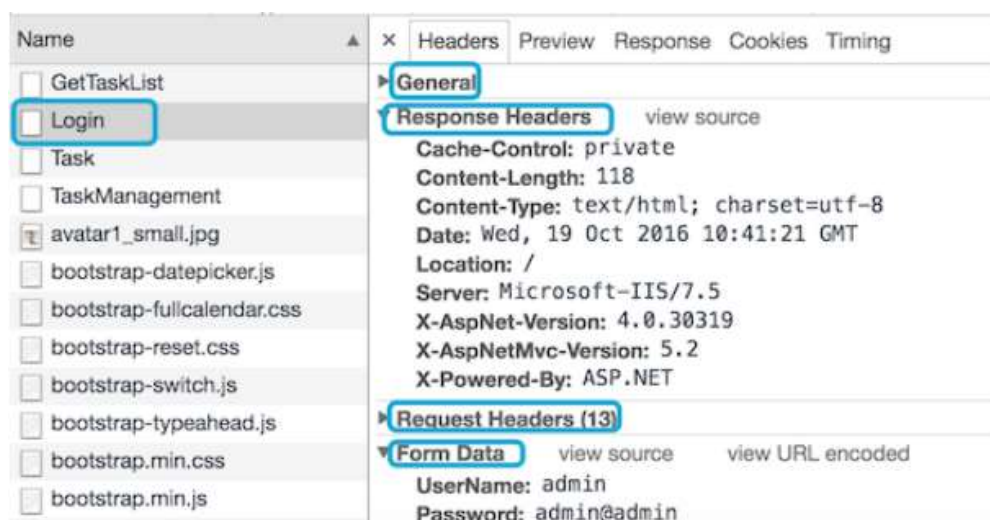 Name
× Headers Preview Response Cookies Timing
GetTaskList
Login
Task
TaskManagement
avatar1_small.jpg
bootstrap-datepicker.js
bootstrap-fullcalendar.css
bootstrap-reset.css
bootstrap-switch.js
bootstrap-typeahead.js
bootstrap.min.css
bootstrap.min.js
General
Response Headers view source
Cache-Control: private
Content-Length: 118
Content-Type: text/html; charset=utf-8
Date: Wed, 19 Oct 2016 10:41:21 GMT
Location: /
Server: Microsoft-IIS/7.5
X-AspNet-Version: 4.0.30319
X-AspNetMvc-Version: 5.2
X-Powered-By: ASP.NET
Request Headers (13)
Form Data view source view URL encoded
UserName: admin
Password: admin@admin